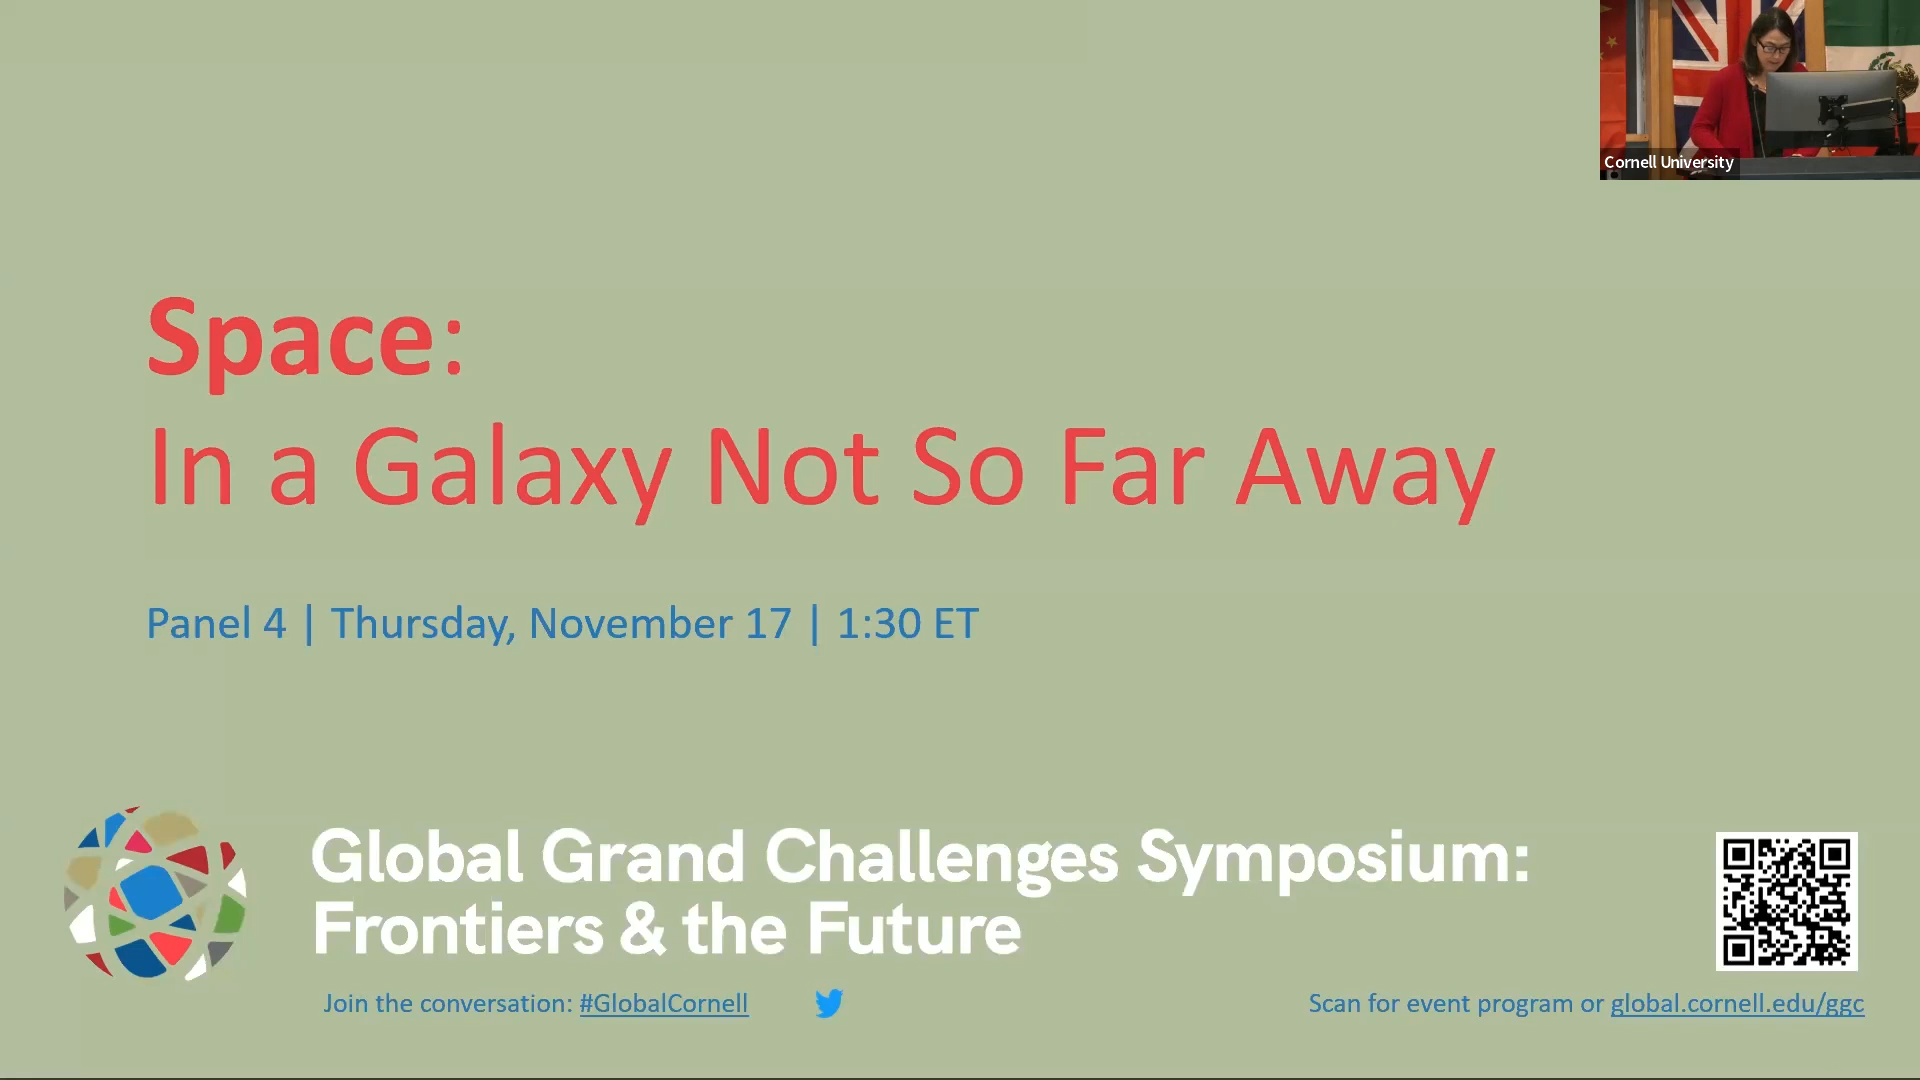 Cornell University
Space:
In a Galaxy Not So Far Away
Panel 4 | Thursday, November 17 | 1:30 ET
Global Grand Challenges Symposium:
Frontiers & the Future
Join the conversation: #GlobalCornell
Scan for event program or global.cornell.edu/ggc